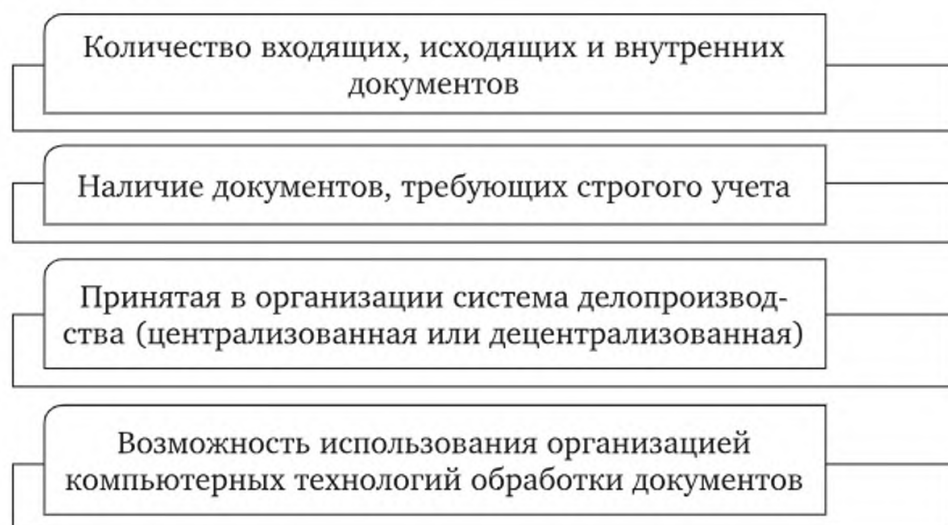 Количество входящих, исходящих и внутренних
документов
Наличие документов, требующих строгого учета
Принятая в организации система делопроизвод-
ства (централизованная или децентрализованная)
Возможность использования организацией
компьютерных технологий обработки документов